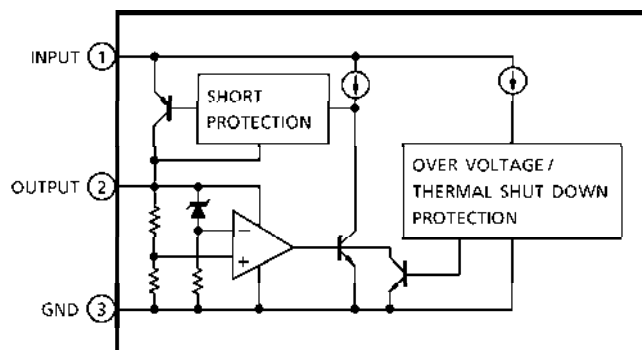 INPUT 1
SHORT
PROTECTION
OVER VOLTAGE/
THERMAL SHUT DOWN
PROTECTION
OUTPUT 2
−
+
GND 3